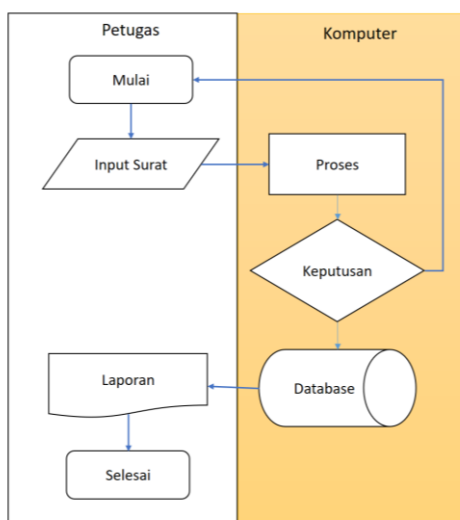 Petugas
Komputer
Mulai
Input Surat
Proses
Keputusan
Database
Laporan
Selesai